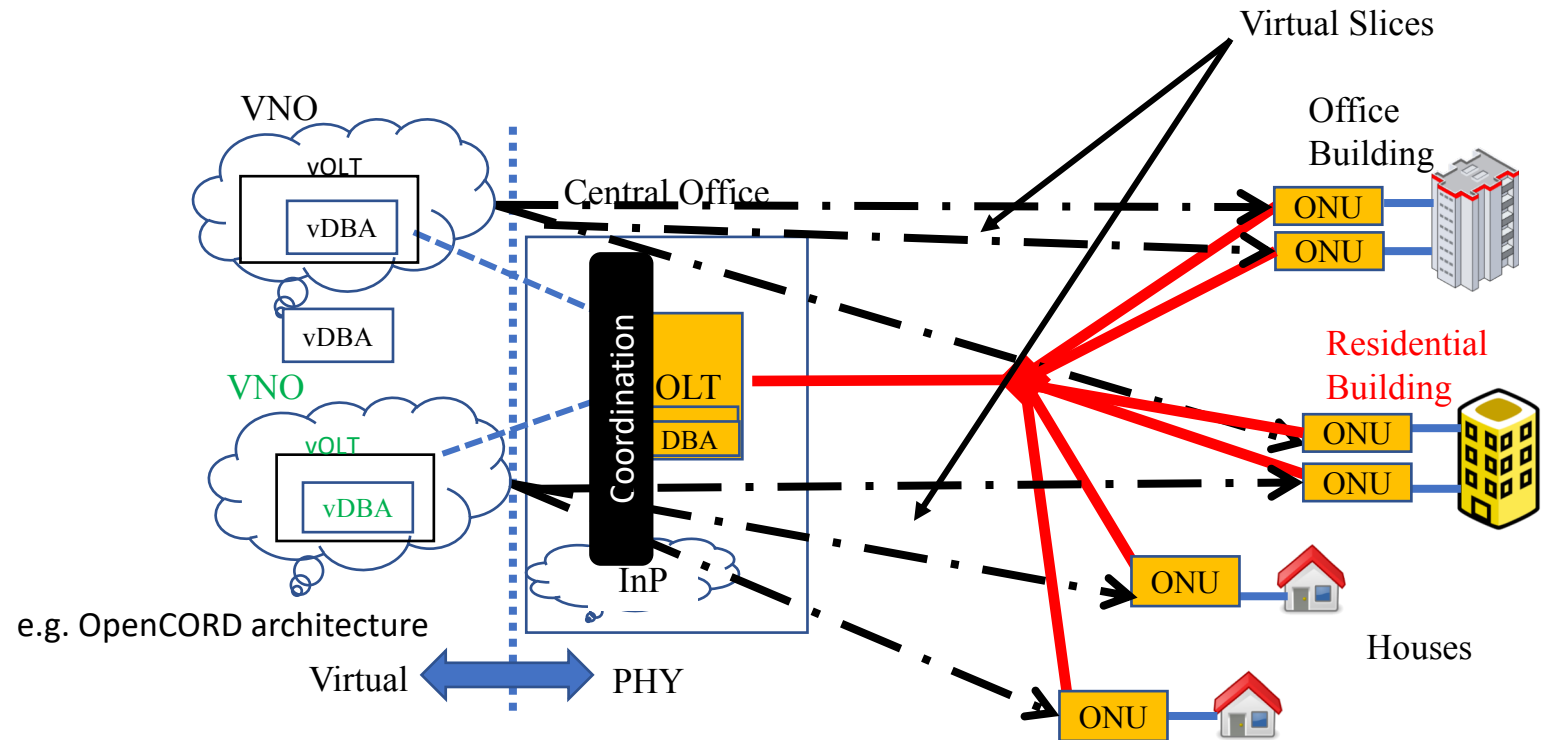 Virtual Slices
VNO
vOLT
vDBA
vDBA
VNO
vOLT
vDBA
e.g. OpenCORD architecture
Virtual
PHY
Central Office
Coordination
OLT
DBA
InP
Office
Building
ONU
ONU
Residential
Building
ONU
ONU
ONU
Houses
ONU